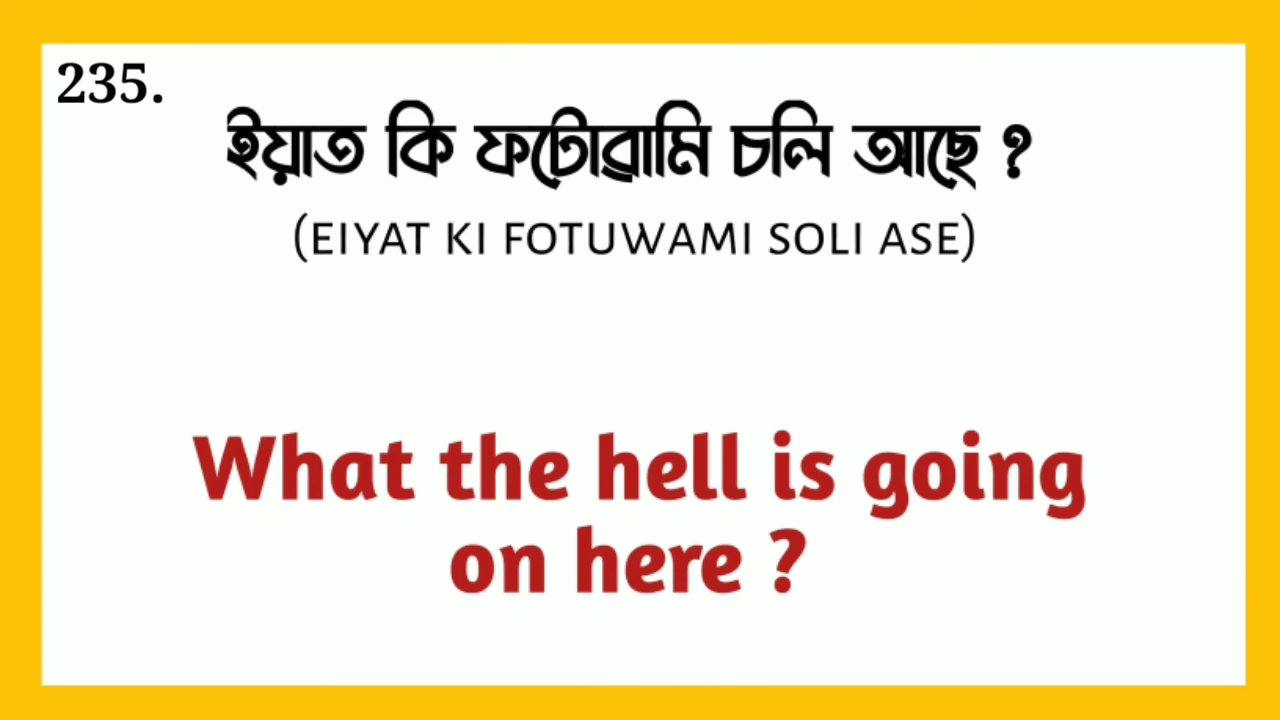 235.
ইয়াত কি ফটোৱামি চলি আছে ?
(EIYAT KI FOTUWAMI SOLI ASE)
What the hell is going
on here ?